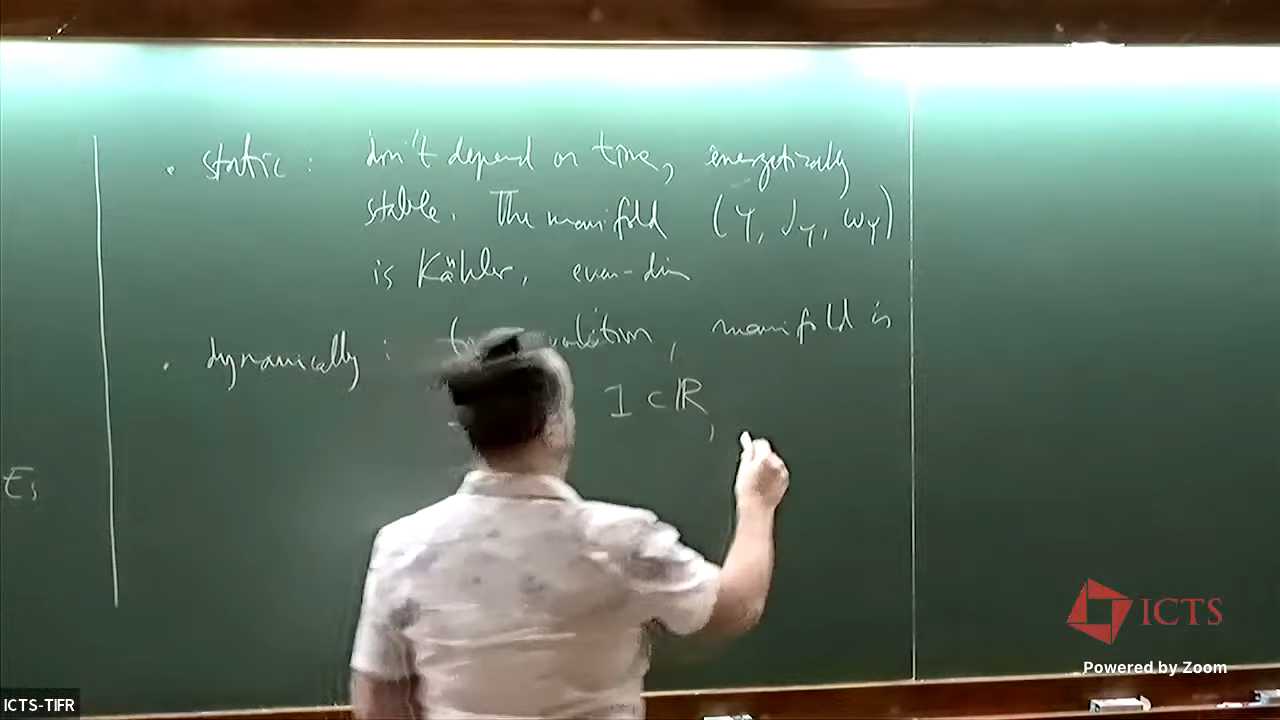 • static : don't depend on time, energetically
stable. The manifold (Y, J_Y, ω_Y)
is Kähler, even-dim
• dynamically : manifold is
I ⊂ ℝ,
E,
ICTS
Powered by Zoom
ICTS-TIFR